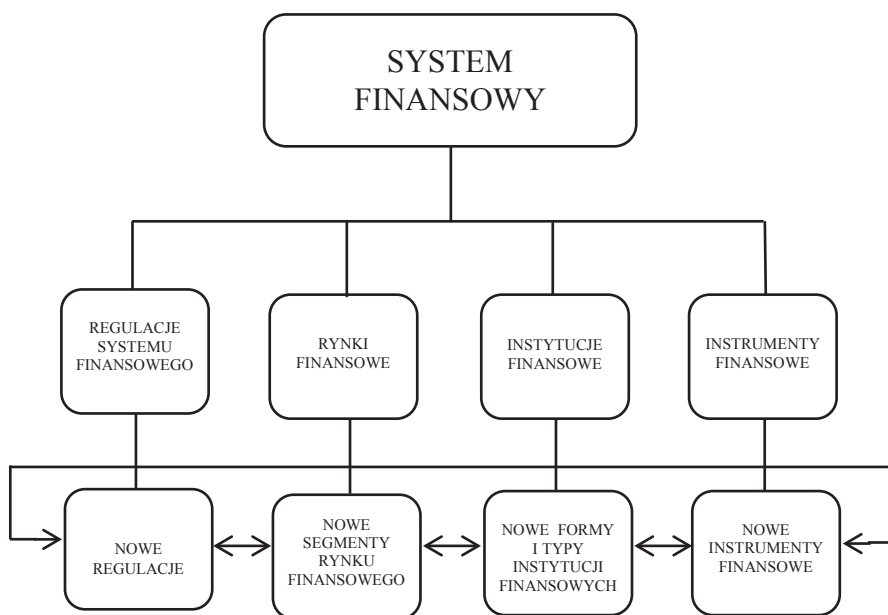 SYSTEM
FINANSOWY
REGULACJE
SYSTEMU
FINANSOWEGO
RYNKI
FINANSOWE
INSTYTUCJE
FINANSOWE
INSTRUMENTY
FINANSOWE
NOWE
REGULACJE
NOWE
SEGMENTY
RYNKU
FINANSOWEGO
NOWE FORMY
I TYPY
INSTYTUCJI
FINANSOWYCH
NOWE
INSTRUMENTY
FINANSOWE